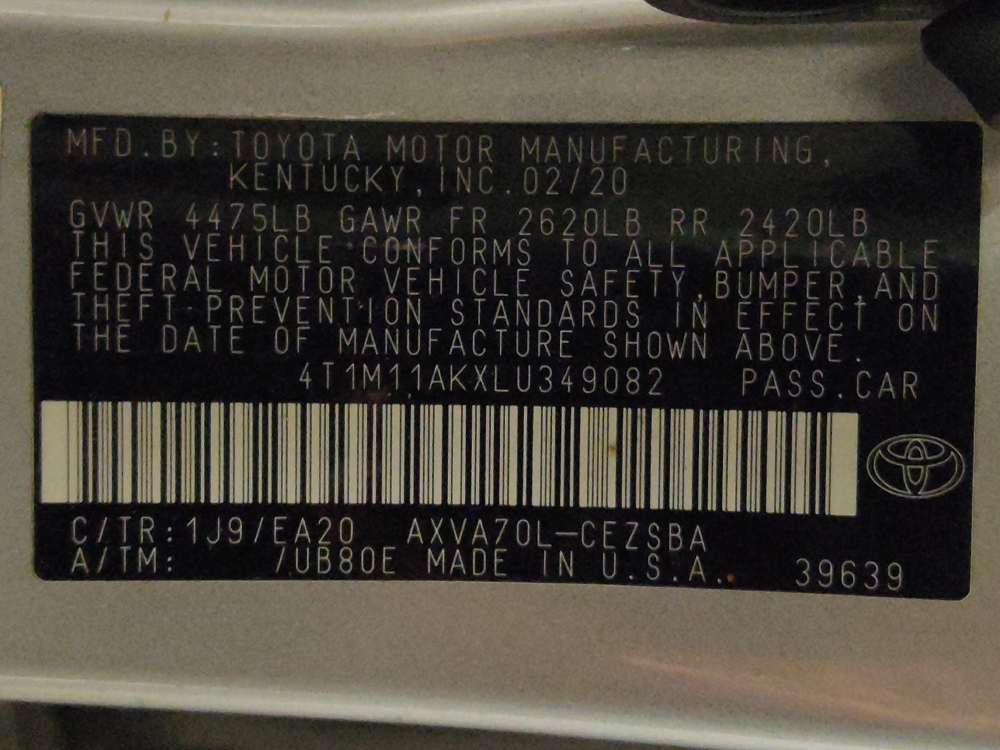 MFD.BY:TOYOTA MOTOR MANUFACTURING,
KENTUCKY,INC.02/20
GVWR 4475LB GAWR FR 2620LB RR 2420LB
THIS VEHICLE CONFORMS TO ALL APPLICABLE
FEDERAL MOTOR VEHICLE SAFETY,BUMPER,AND
THEFT-PREVENTION STANDARDS IN EFFECT ON
THE DATE OF MANUFACTURE SHOWN ABOVE.
4T1M11AKXLU349082 PASS.CAR
C/TR:1J9/EA20 AXVA70L-CEZSBA
A/TM: /UB80E MADE IN U.S.A. 39639